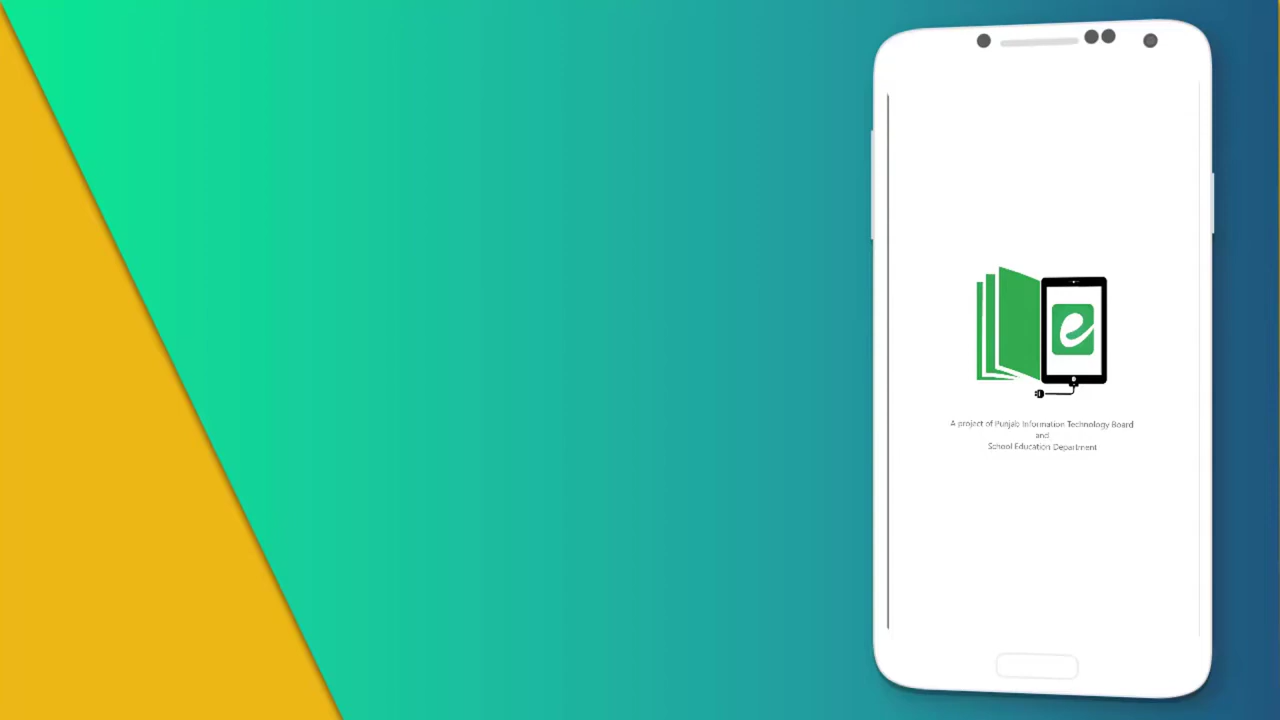 e
A project of Punjab Information Technology Board
and
School Education Department